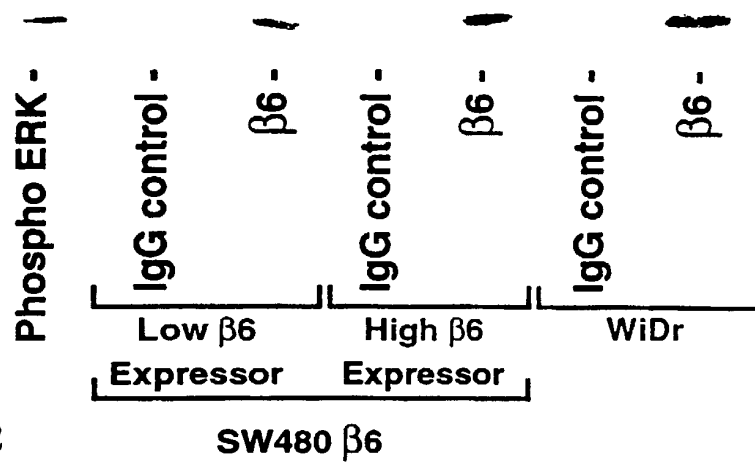 Phospho ERK -
IgG control -
β6 -
IgG control -
β6 -
IgG control -
β6 -
Low β6
Expressor
High β6
Expressor
WiDr
SW480 β6